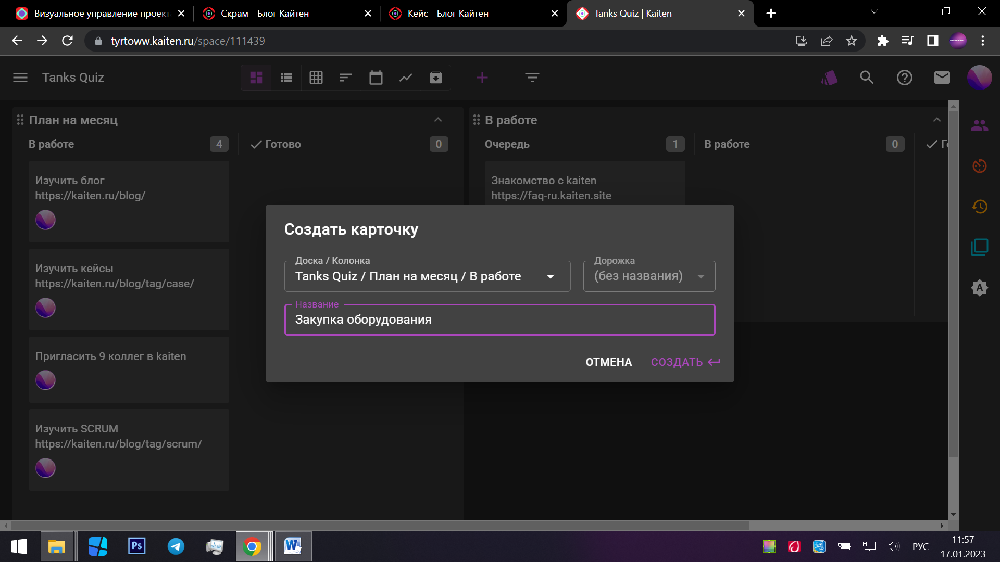 Визуальное управление проект
Скрам - Блог Кайтен
Кейс - Блог Кайтен
Tanks Quiz | Kaiten
tyrtoww.kaiten.ru/space/111439
Tanks Quiz
План на месяц
В работе
В работе 4
Готово 0
Очередь 1
В работе 0
Г
Изучить блог
https://kaiten.ru/blog/
Изучить кейсы
https://kaiten.ru/blog/tag/case/
Пригласить 9 коллег в kaiten
Изучить SCRUM
https://kaiten.ru/blog/tag/scrum/
Знакомство с kaiten
https://faq-ru.kaiten.site
Создать карточку
Доска / Колонка
Tanks Quiz / План на месяц / В работе
Дорожка
(без названия)
Название
Закупка оборудования
ОТМЕНА
СОЗДАТЬ
A
Ps
W
РУС
11:57
17.01.2023